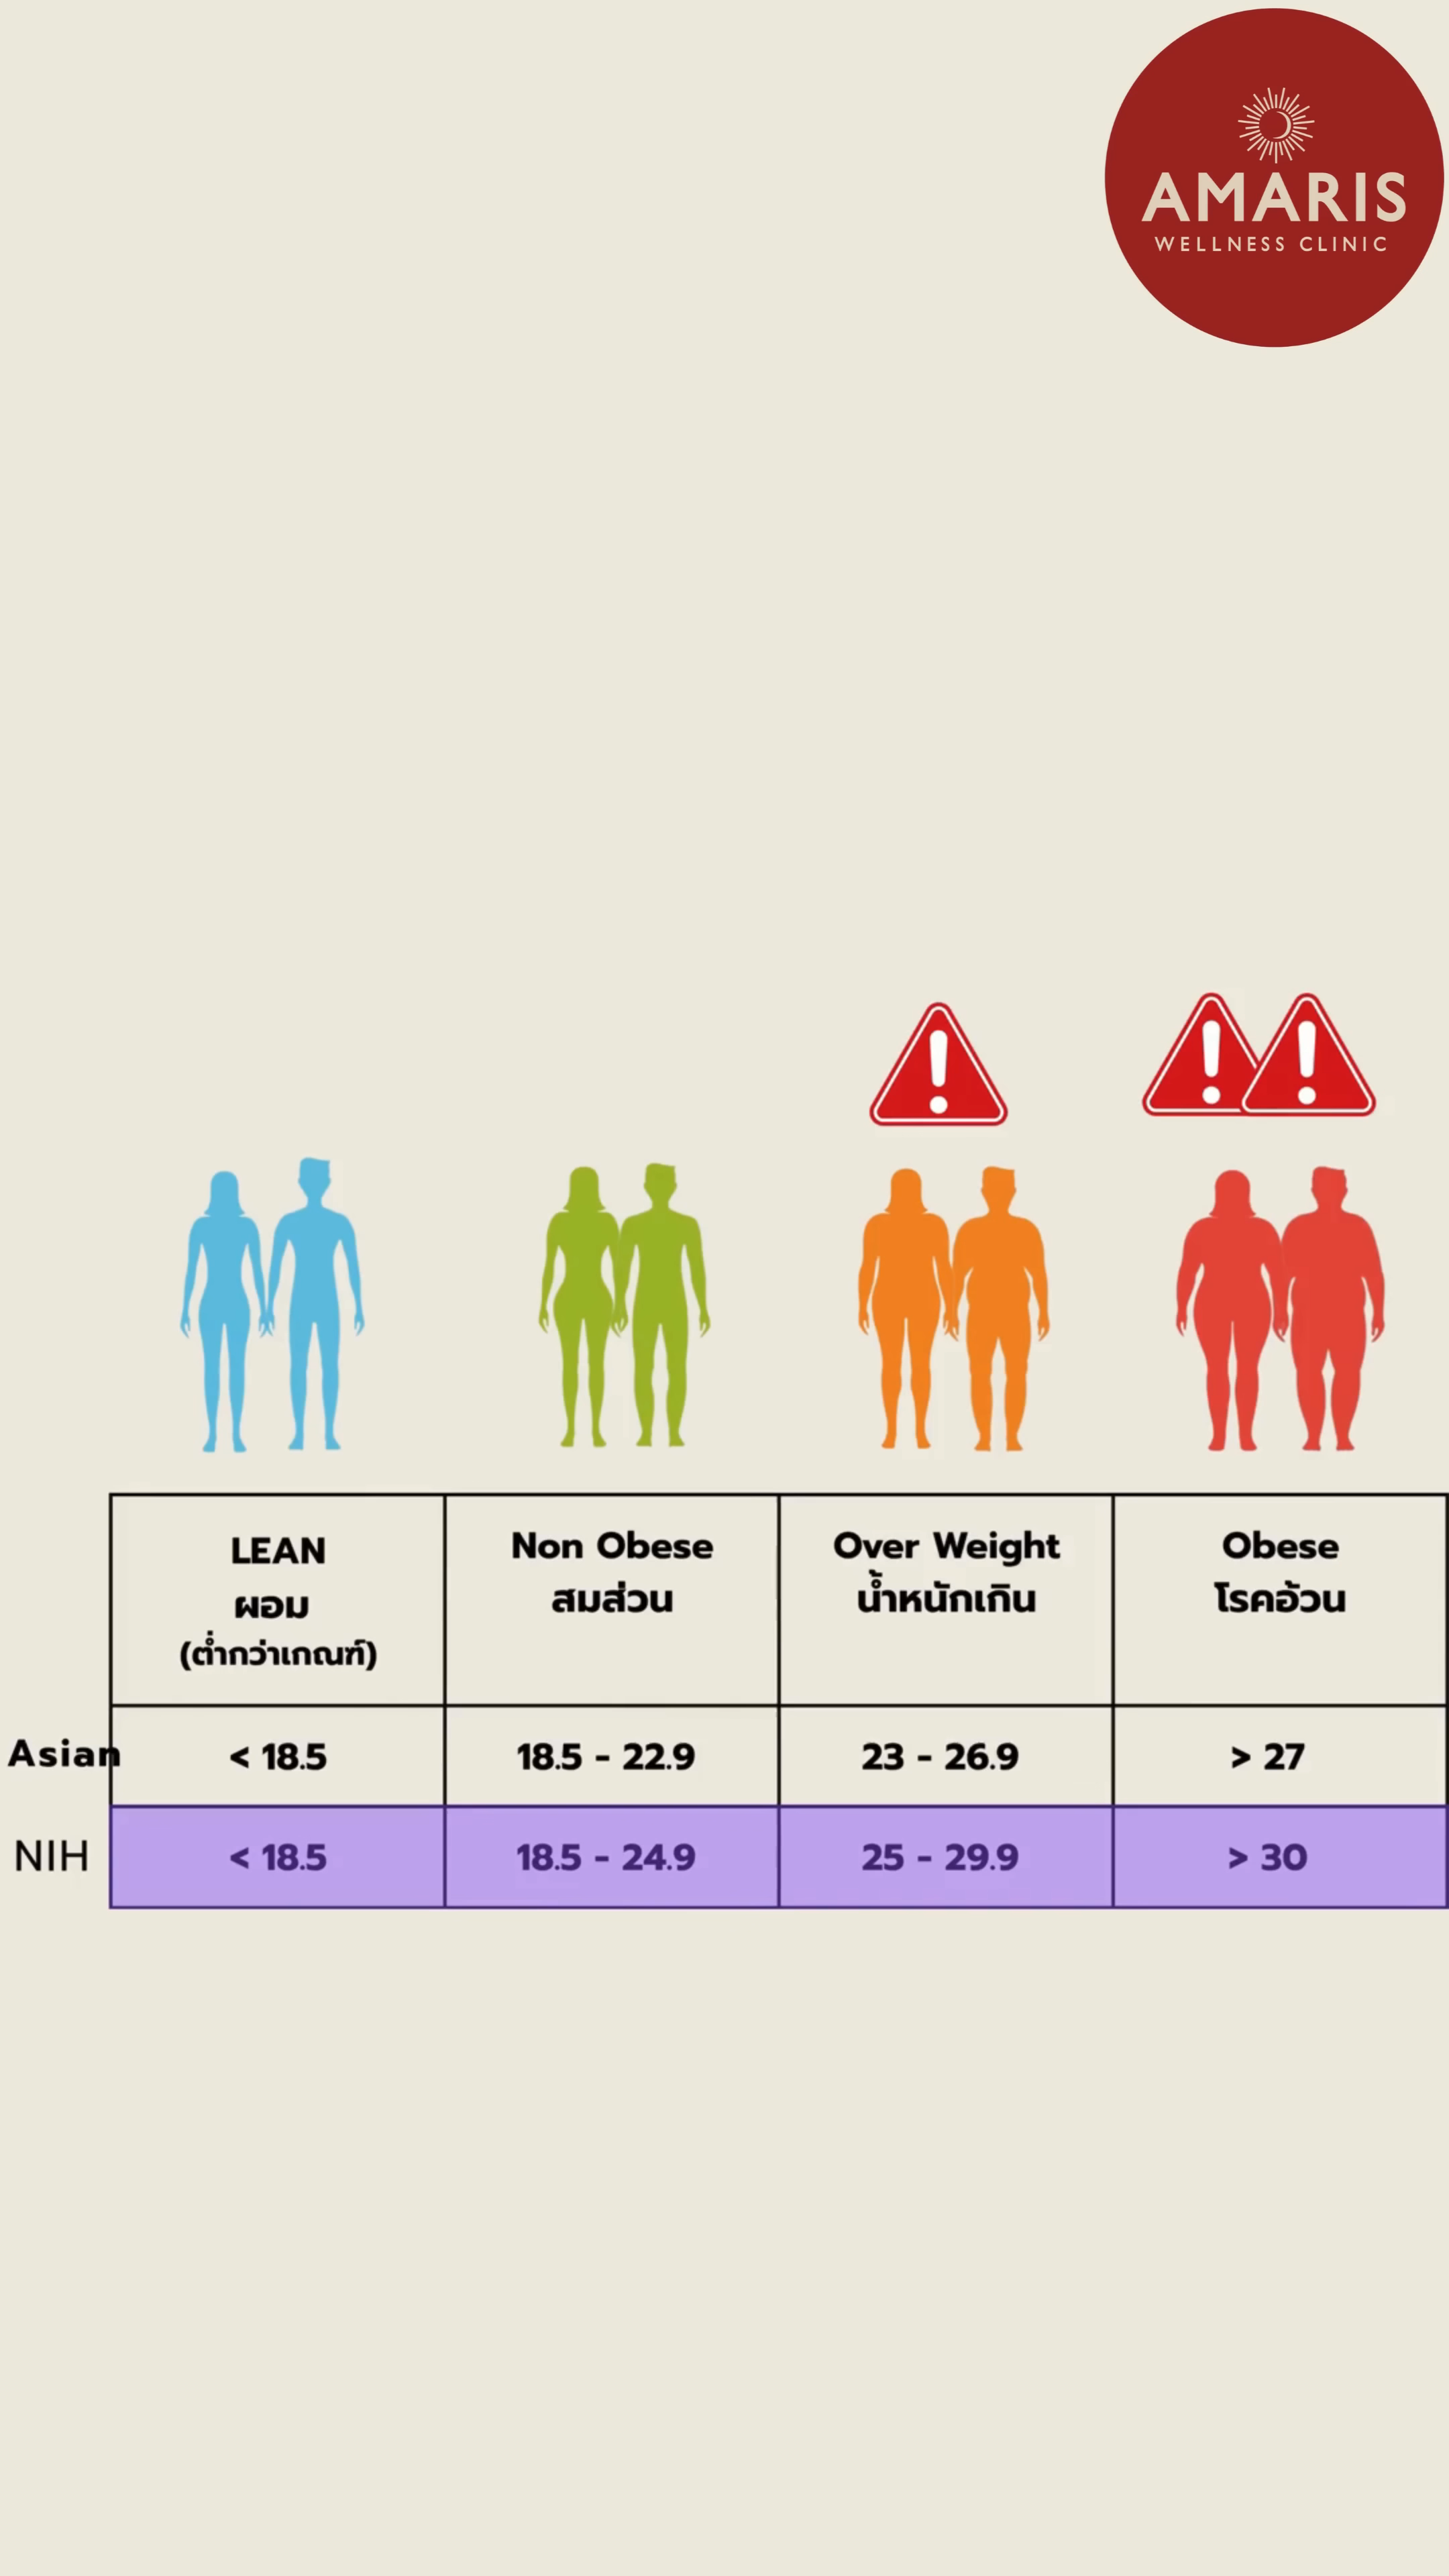 AMARIS
WELLNESS CLINIC
LEAN
ผอม
(ต่ำกว่าเกณฑ์)
Non Obese
สมส่วน
Over Weight
น้ำหนักเกิน
Obese
โรคอ้วน
Asian < 18.5 18.5 - 22.9 23 - 26.9 > 27
NIH < 18.5 18.5 - 24.9 25 - 29.9 > 30